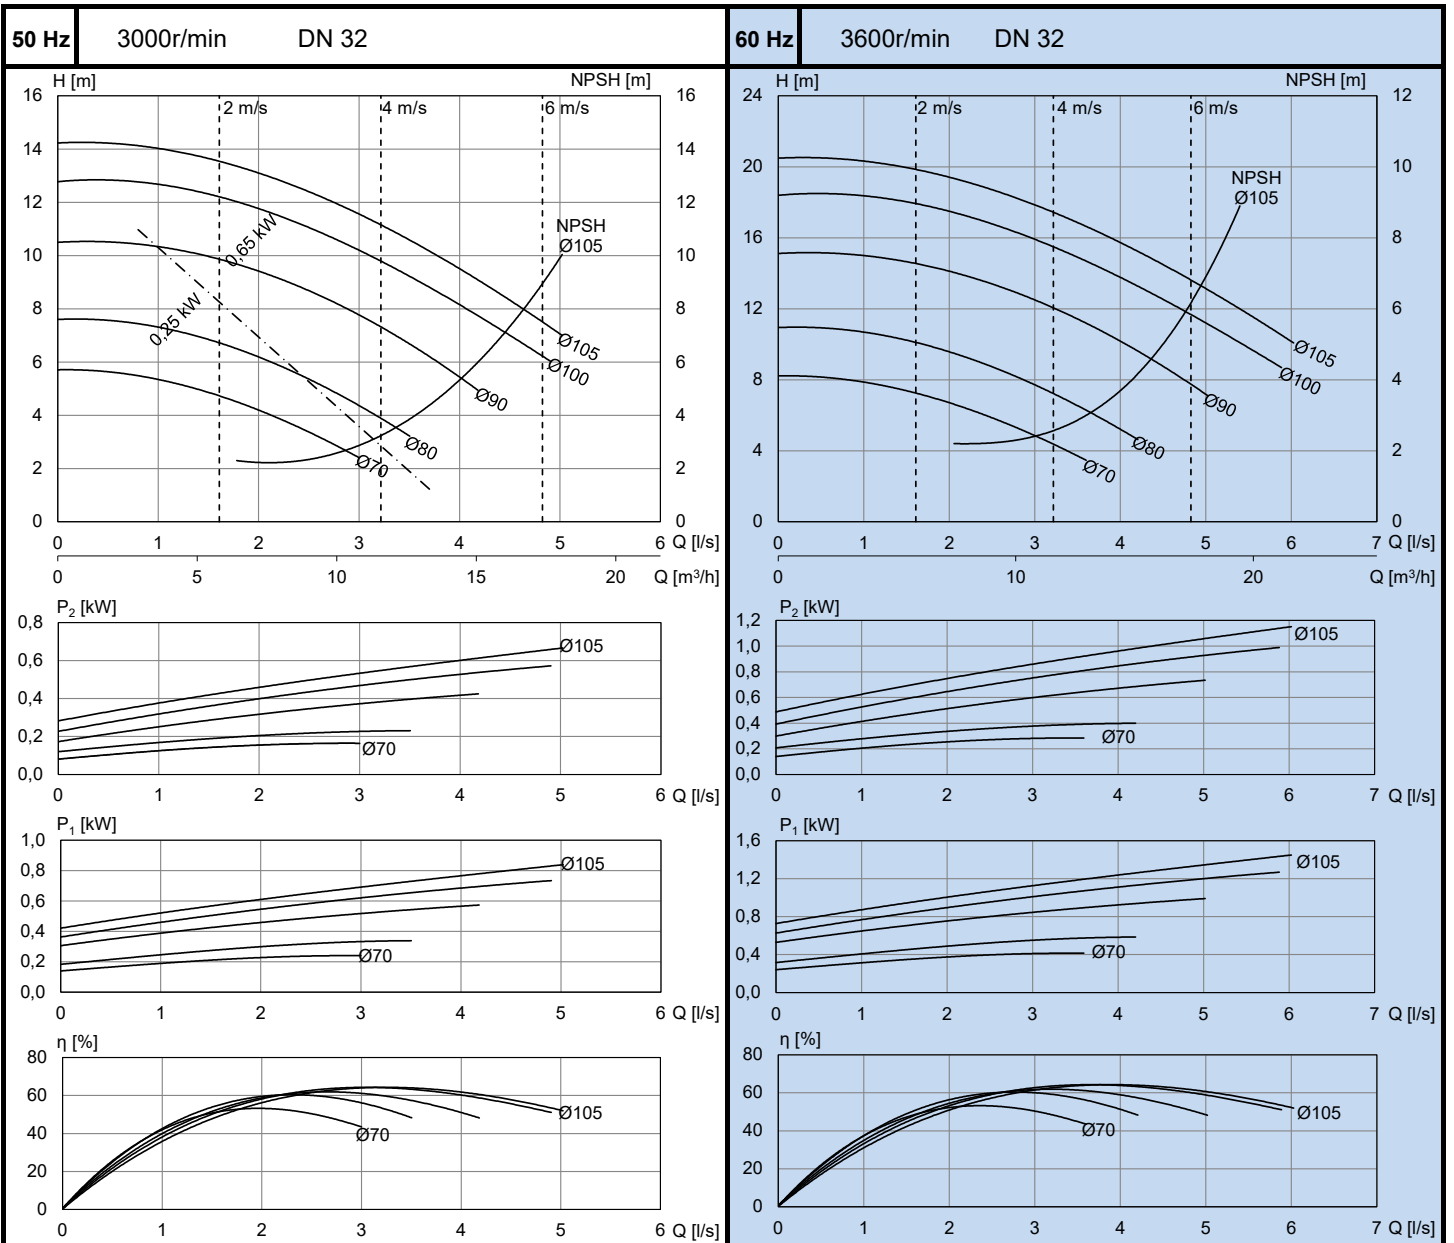 50 Hz 3000r/min DN 32
H [m] NPSH [m]
16 2 m/s 4 m/s 6 m/s 16
14 14
12 12
NPSH
Ø105
0,65 kW
10 10
0,25 kW
8 8
Ø105
Ø100
6 6
Ø90
4 4
Ø80
Ø70
2 2
0 0
0 1 2 3 4 5 6 Q [l/s]
0 5 10 15 20 Q [m³/h]
P₂ [kW]
0,8
Ø105
0,6
0,4
0,2
Ø70
0,0
0 1 2 3 4 5 6 Q [l/s]
P₁ [kW]
1,0
Ø105
0,8
0,6
0,4
Ø70
0,2
0,0
0 1 2 3 4 5 6 Q [l/s]
η [%]
80
60
Ø105
40
Ø70
20
0
0 1 2 3 4 5 6 Q [l/s]
60 Hz 3600r/min DN 32
H [m] NPSH [m]
24 2 m/s 4 m/s 6 m/s 12
20 10
NPSH
Ø105
16 8
12 6
Ø105
Ø100
8 4
Ø90
Ø80
4 2
Ø70
0 0
0 1 2 3 4 5 6 7 Q [l/s]
0 10 20 Q [m³/h]
P₂ [kW]
1,2
Ø105
1,0
0,8
0,6
0,4
Ø70
0,2
0,0
0 1 2 3 4 5 6 7 Q [l/s]
P₁ [kW]
1,6
Ø105
1,2
0,8
0,4
Ø70
0,0
0 1 2 3 4 5 6 7 Q [l/s]
η [%]
80
60
Ø105
40
Ø70
20
0
0 1 2 3 4 5 6 7 Q [l/s]